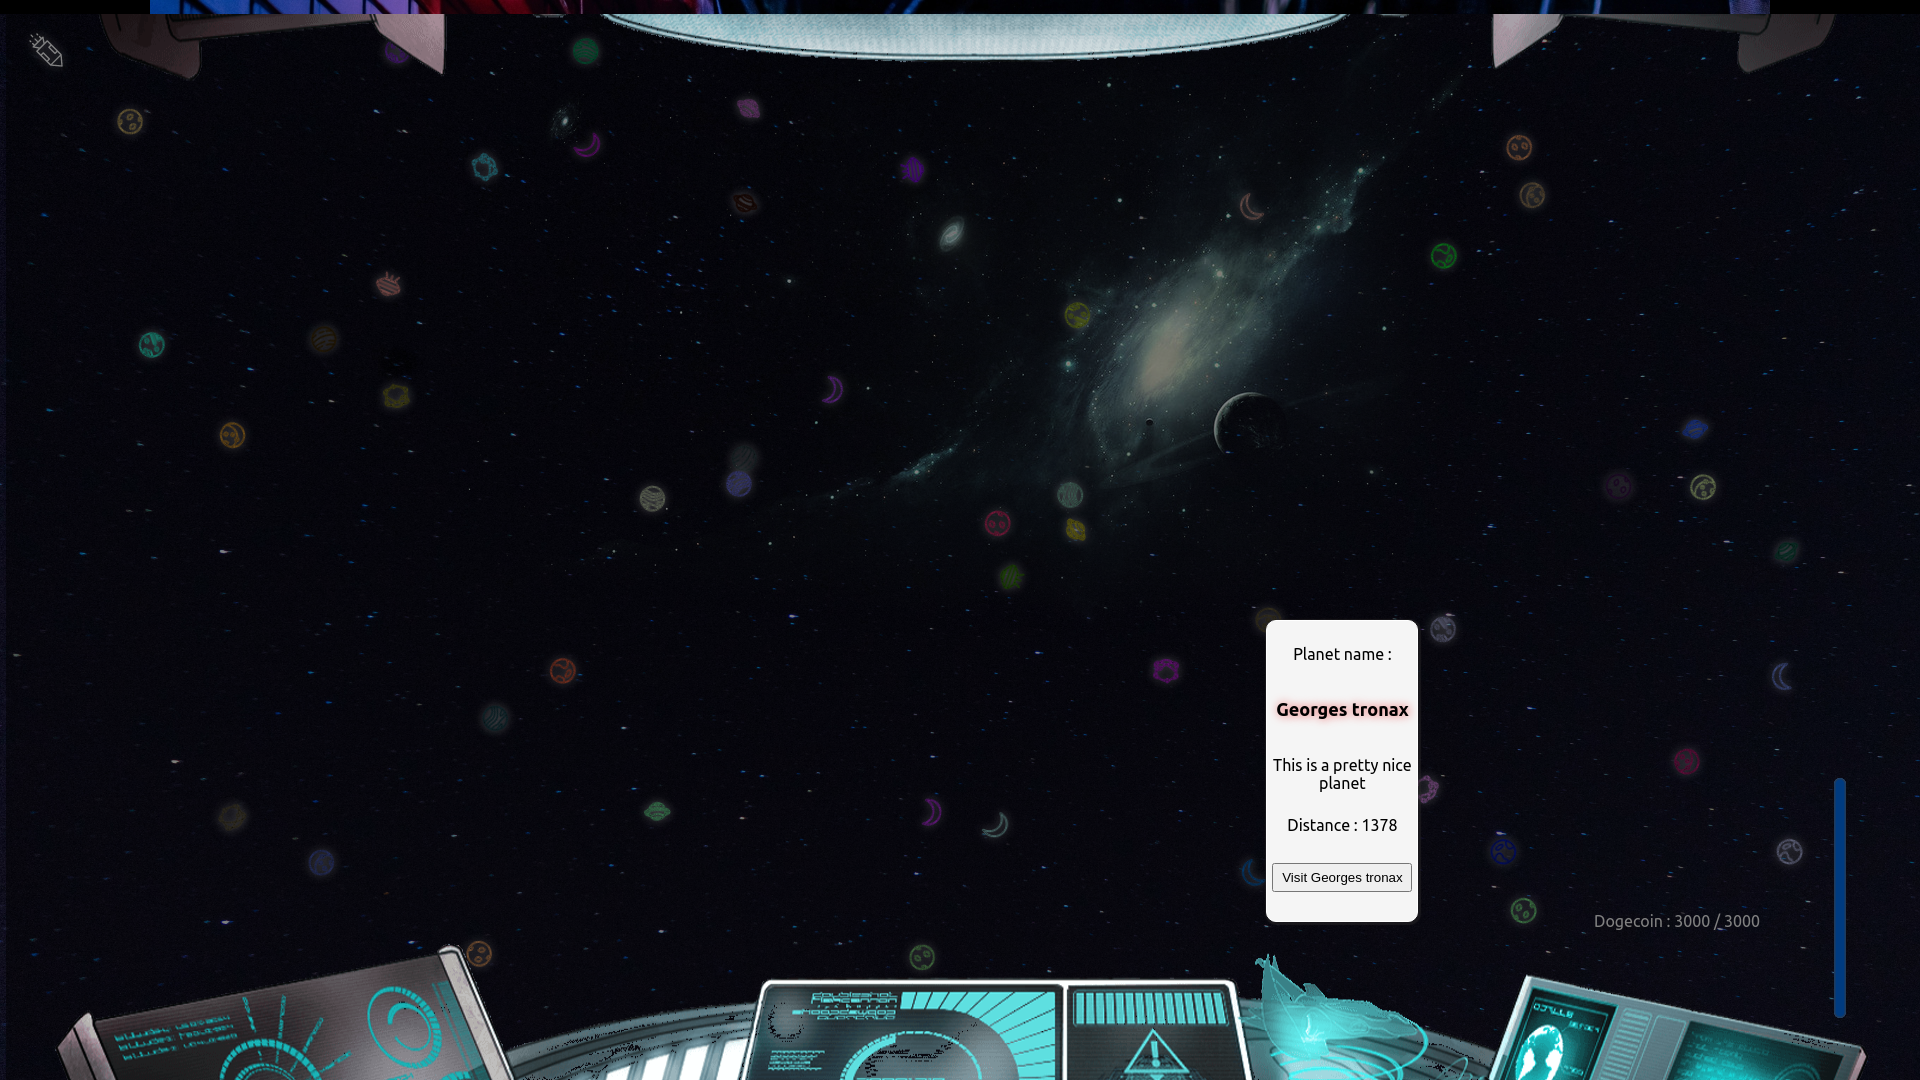 Planet name :
Georges tronax
This is a pretty nice
planet
Distance : 1378
Visit Georges tronax
Dogecoin : 3000 / 3000